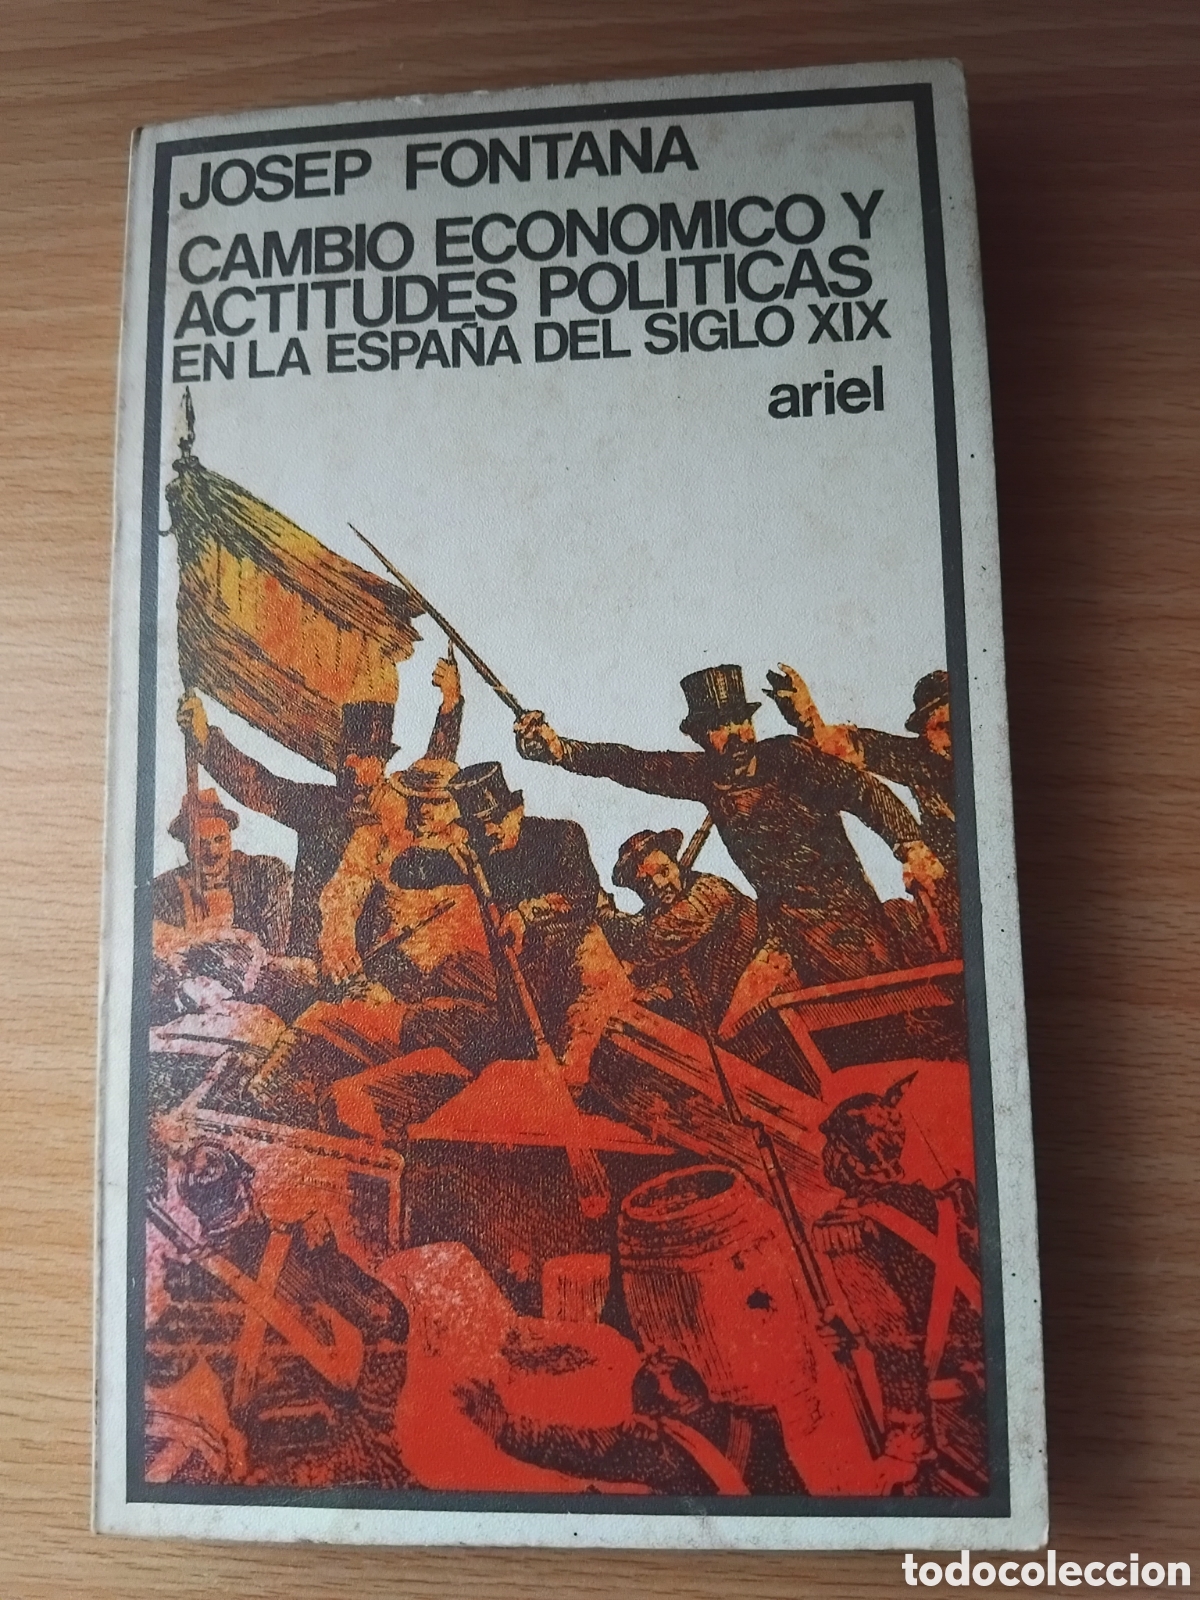 JOSEP FONTANA
CAMBIO ECONOMICO Y
ACTITUDES POLITICAS
EN LA ESPAÑA DEL SIGLO XIX
ariel
todocoleccion